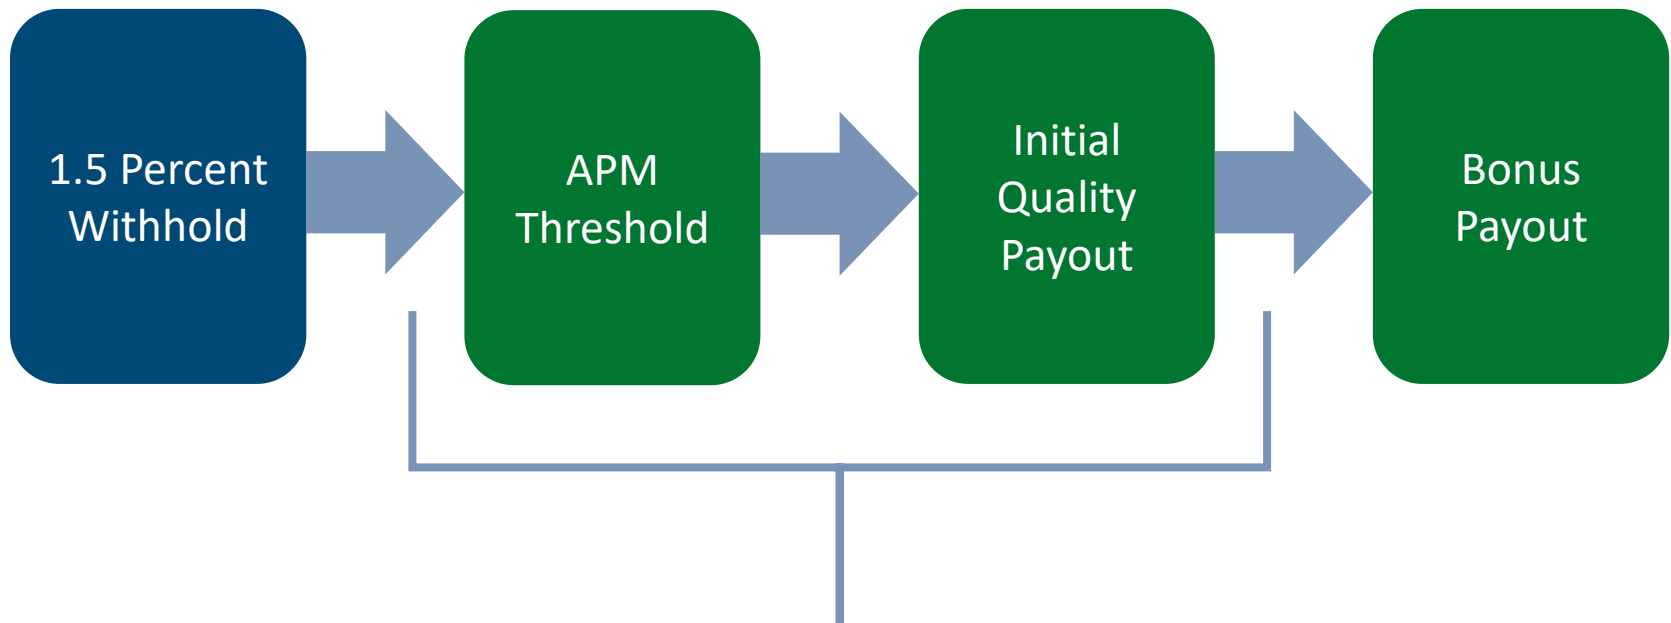 1.5 Percent
Withhold
APM
Threshold
Initial
Quality
Payout
Bonus
Payout